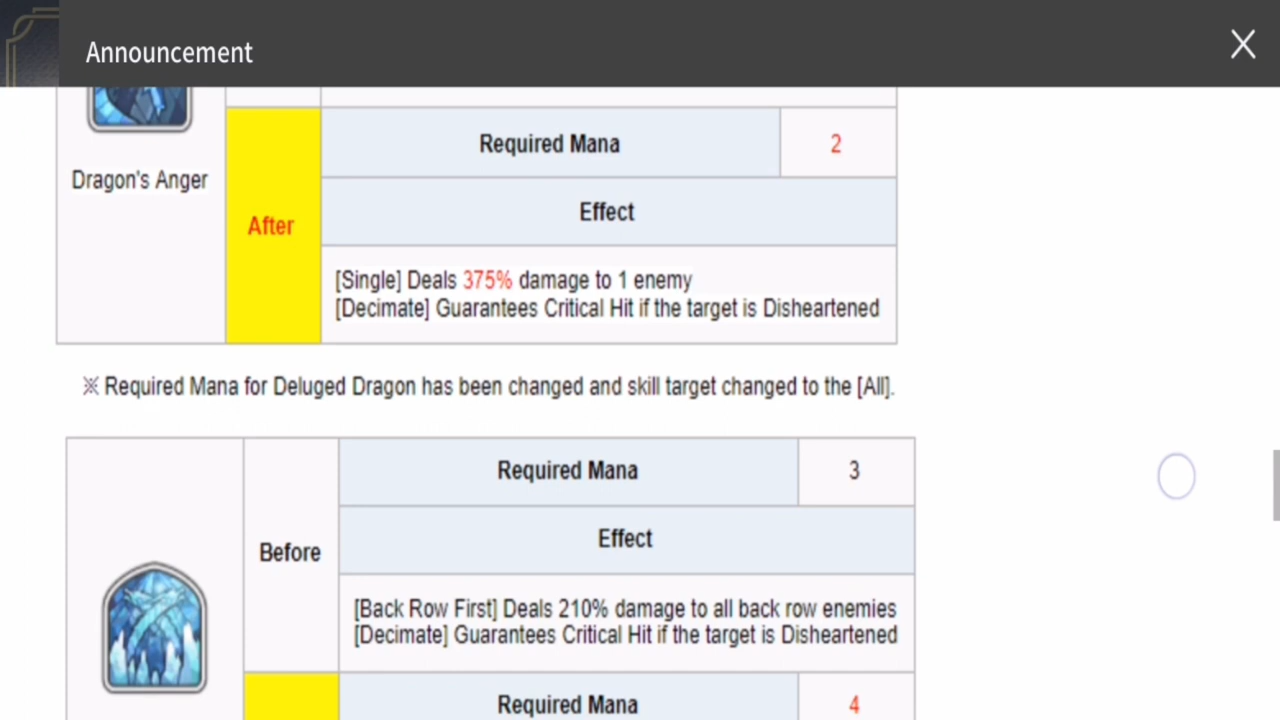 Announcement
Required Mana
2
Dragon's Anger
After
Effect
[Single] Deals 375% damage to 1 enemy
[Decimate] Guarantees Critical Hit if the target is Disheartened
※ Required Mana for Deluged Dragon has been changed and skill target changed to the [All].
Required Mana
3
Effect
Before
[Back Row First] Deals 210% damage to all back row enemies
[Decimate] Guarantees Critical Hit if the target is Disheartened
Required Mana
4